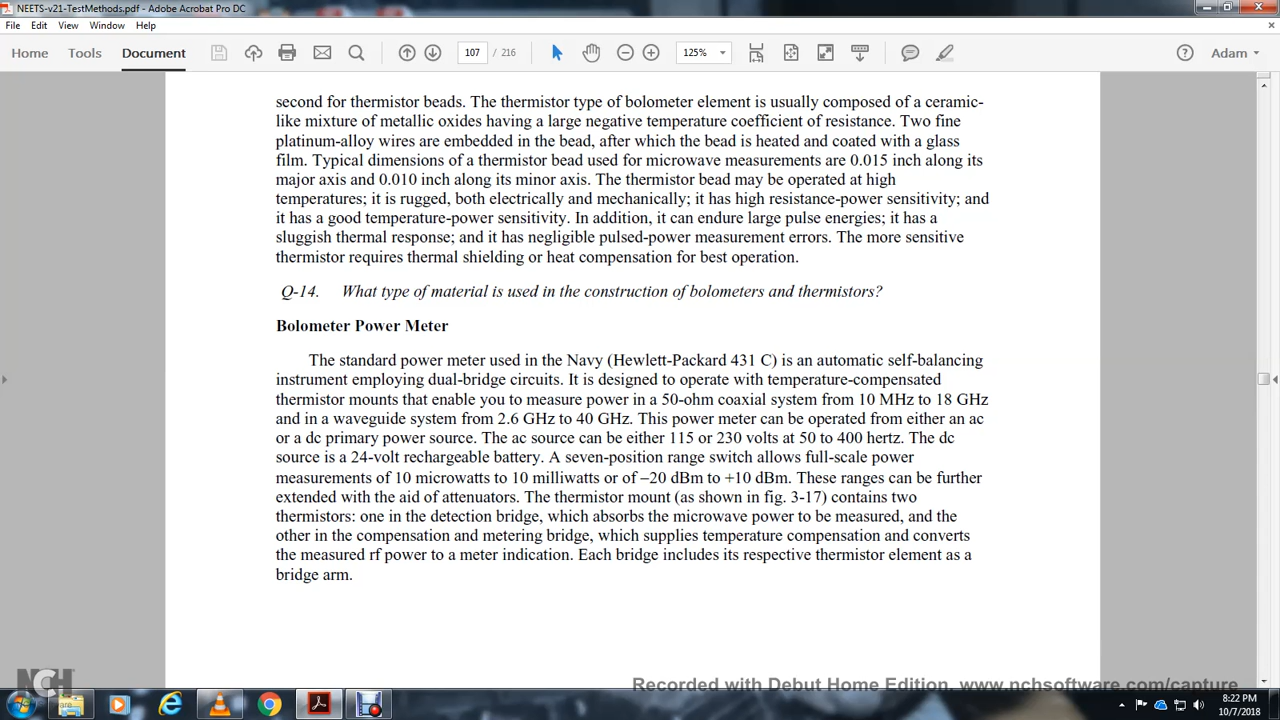 NEETS-v21-TestMethods.pdf - Adobe Acrobat Pro DC
File Edit View Window Help
Home Tools Document 107 / 216 125% Adam
second for thermistor beads. The thermistor type of bolometer element is usually composed of a ceramic-
like mixture of metallic oxides having a large negative temperature coefficient of resistance. Two fine
platinum-alloy wires are embedded in the bead, after which the bead is heated and coated with a glass
film. Typical dimensions of a thermistor bead used for microwave measurements are 0.015 inch along its
major axis and 0.010 inch along its minor axis. The thermistor bead may be operated at high
temperatures; it is rugged, both electrically and mechanically; it has high resistance-power sensitivity; and
it has a good temperature-power sensitivity. In addition, it can endure large pulse energies; it has a
sluggish thermal response; and it has negligible pulsed-power measurement errors. The more sensitive
thermistor requires thermal shielding or heat compensation for best operation.
Q-14. What type of material is used in the construction of bolometers and thermistors?
Bolometer Power Meter
The standard power meter used in the Navy (Hewlett-Packard 431 C) is an automatic self-balancing
instrument employing dual-bridge circuits. It is designed to operate with temperature-compensated
thermistor mounts that enable you to measure power in a 50-ohm coaxial system from 10 MHz to 18 GHz
and in a waveguide system from 2.6 GHz to 40 GHz. This power meter can be operated from either an ac
or a dc primary power source. The ac source can be either 115 or 230 volts at 50 to 400 hertz. The dc
source is a 24-volt rechargeable battery. A seven-position range switch allows full-scale power
measurements of 10 microwatts to 10 milliwatts or of −20 dBm to +10 dBm. These ranges can be further
extended with the aid of attenuators. The thermistor mount (as shown in fig. 3-17) contains two
thermistors: one in the detection bridge, which absorbs the microwave power to be measured, and the
other in the compensation and metering bridge, which supplies temperature compensation and converts
the measured rf power to a meter indication. Each bridge includes its respective thermistor element as a
bridge arm.
NCH
Recorded with Debut Home Edition. www.nchsoftware.com/capture
8:22 PM
10/7/2018